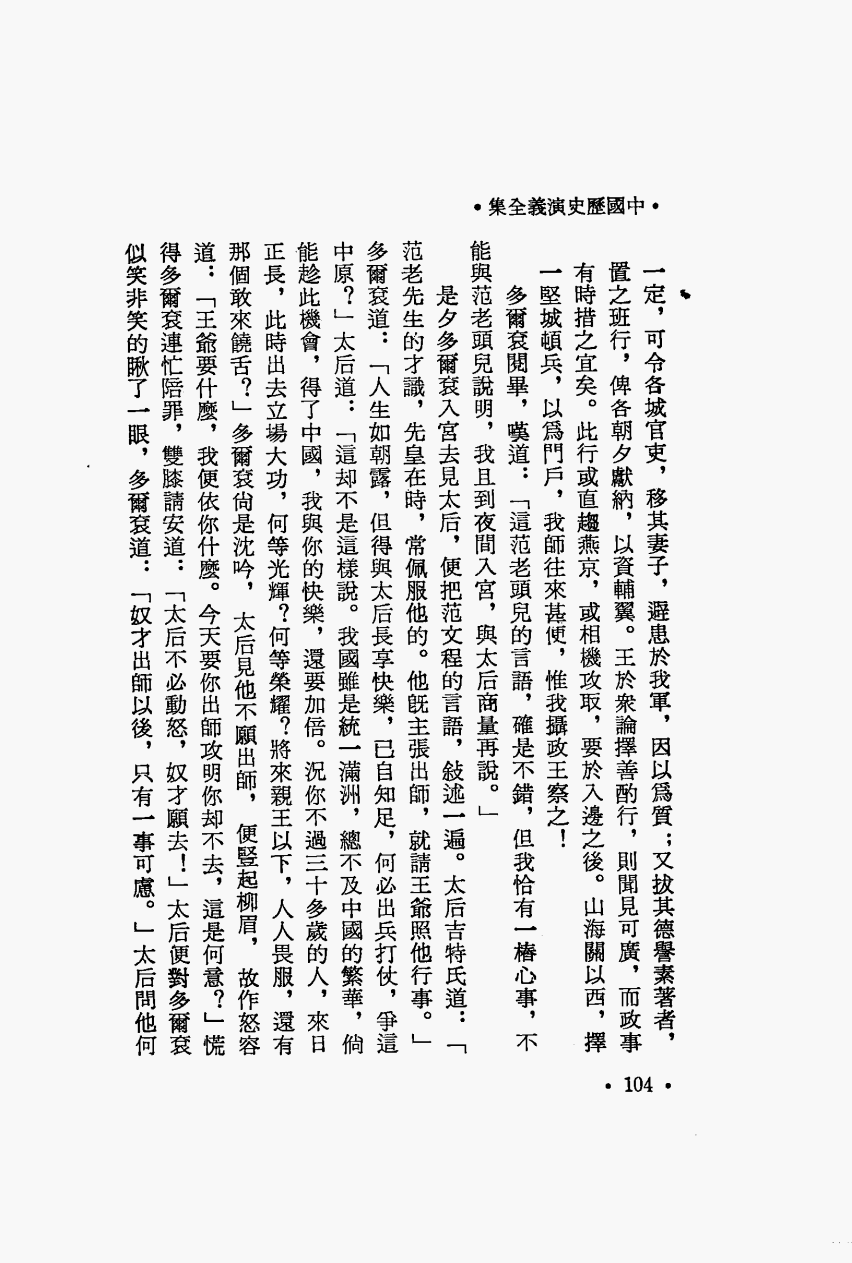 •中國歷史演義全集•
一定，可令各城官吏，移其妻子，避患於我軍，因以爲質；又拔其德譽素著者，
置之班行，俾各朝夕獻納，以資輔翼。王於衆論擇善酌行，則聞見可廣，而政事
有時措之宜矣。此行或直趨燕京，或相機攻取，要於入邊之後。山海關以西，擇
一堅城頓兵，以爲門戶，我師往來甚便，惟我攝政王察之！
多爾袞閱畢，嘆道：「這范老頭兒的言語，確是不錯，但我恰有一樁心事，不
能與范老頭兒說明，我且到夜間入宮，與太后商量再說。」
是夕多爾袞入宮去見太后，便把范文程的言語，敍述一遍。太后吉特氏道：「
范老先生的才識，先皇在時，常佩服他的。他旣主張出師，就請王爺照他行事。」
多爾袞道：「人生如朝露，但得與太后長享快樂，已自知足，何必出兵打仗，爭這
中原？」太后道：「這却不是這樣說。我國雖是統一滿洲，總不及中國的繁華，倘
能趁此機會，得了中國，我與你的快樂，還要加倍。況你不過三十多歲的人，來日
正長，此時出去立場大功，何等光輝？何等榮耀？將來親王以下，人人畏服，還有
那個敢來饒舌？」多爾袞尙是沈吟，太后見他不願出師，便豎起柳眉，故作怒容
道：「王爺要什麼，我便依你什麼。今天要你出師攻明你却不去，這是何意？」慌
得多爾袞連忙陪罪，雙膝請安道：「太后不必動怒，奴才願去！」太后便對多爾袞
似笑非笑的瞅了一眼，多爾袞道：「奴才出師以後，只有一事可慮。」太后問他何
• 104 •